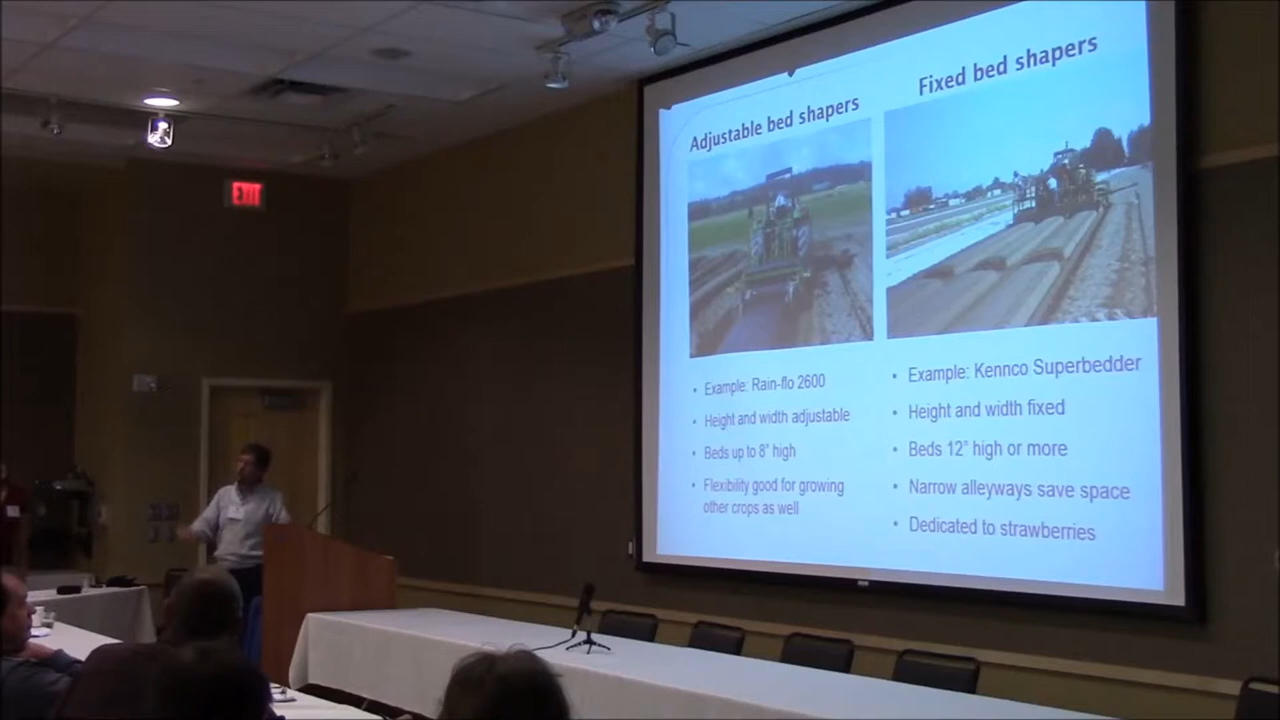 EXIT
Adjustable bed shapers
Fixed bed shapers
• Example: Rain-flo 2600
• Height and width adjustable
• Beds up to 8" high
• Flexibility good for growing
other crops as well
• Example: Kennco Superbedder
• Height and width fixed
• Beds 12" high or more
• Narrow alleyways save space
• Dedicated to strawberries